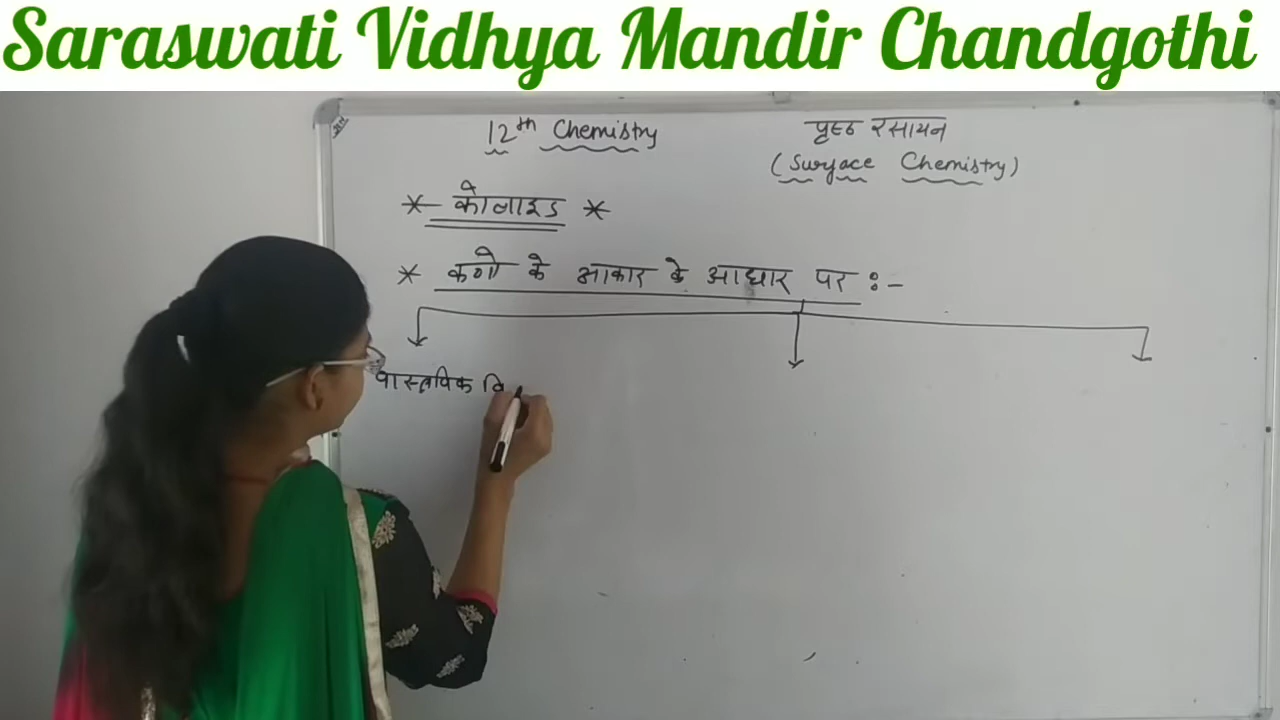 Saraswati Vidhya Mandir Chandgothi
12th Chemistry
पृष्ठ रसायन
(Surface Chemistry)
* कोलाइड *
* कणो के आकार के आधार पर :-
वास्तविक वि